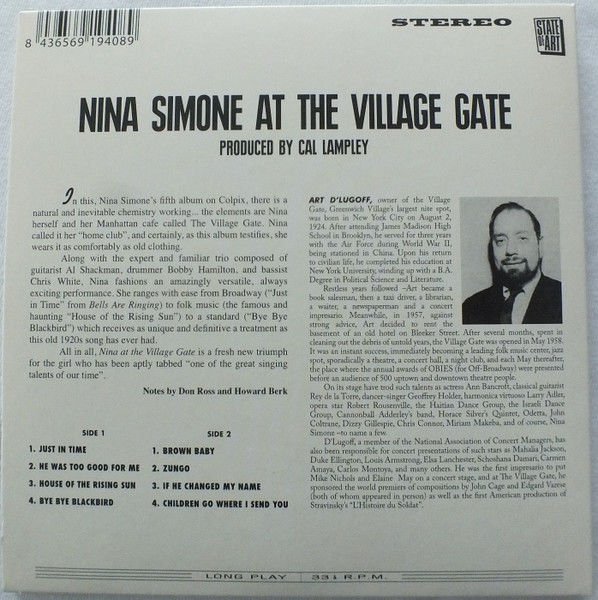 8 436569 194089
STEREO
STATE
OF
ART
NINA SIMONE AT THE VILLAGE GATE
PRODUCED BY CAL LAMPLEY
In this, Nina Simone's fifth album on Colpix, there is a
natural and inevitable chemistry working... the elements are Nina
herself and her Manhattan cafe called The Village Gate. Nina
called it her "home club", and certainly, as this album testifies, she
wears it as comfortably as old clothing.
Along with the expert and familiar trio composed of
guitarist Al Shackman, drummer Bobby Hamilton, and bassist
Chris White, Nina fashions an amazingly versatile, always
exciting performance. She ranges with ease from Broadway ("Just
in Time" from Bells Are Ringing) to folk music (the famous and
haunting "House of the Rising Sun") to a standard ("Bye Bye
Blackbird") which receives as unique and definitive a treatment as
this old 1920s song has ever had.
All in all, Nina at the Village Gate is a fresh new triumph
for the girl who has been aptly tabbed "one of the great singing
talents of our time".
Notes by Don Ross and Howard Berk
SIDE 1
1. JUST IN TIME
2. HE WAS TOO GOOD FOR ME
3. HOUSE OF THE RISING SUN
4. BYE BYE BLACKBIRD
SIDE 2
1. BROWN BABY
2. ZUNGO
3. IF HE CHANGED MY NAME
4. CHILDREN GO WHERE I SEND YOU
ART D'LUGOFF, owner of the Village
Gate, Greenwich Village's largest nite spot,
was born in New York City on August 2,
1924. After attending James Madison High
School in Brooklyn, he served for three years
with the Air Force during World War II,
being stationed in China. Upon his return
to civilian life, he completed his education at
New York University, winding up with a B.A.
Degree in Political Science and Literature.
Restless years followed –Art became a
book salesman, then a taxi driver, a librarian,
a waiter, a newspaperman and a concert
impresario. Meanwhile, in 1957, against
strong advice, Art decided to rent the
basement of an old hotel on Bleeker Street. After several months, spent in
cleaning out the debris of untold years, the Village Gate was opened in May 1958.
It was an instant success, immediately becoming a leading folk music center, jazz
spot, sporadically a theatre, a concert hall, a night club, and each May thereafter,
the place where the annual awards of OBIES (for Off-Broadway) were presented
before an audience of 500 uptown and downtown theatre people.
On its stage have trod such talents as actress Ann Bancroft, classical guitarist
Rey de la Torre, dancer-singer Geoffrey Holder, harmonica virtuoso Larry Adler,
opera star Robert Rousenville, the Haitian Dance Group, the Israeli Dance
Group, Cannonball Adderley's band, Horace Silver's Quintet, Odetta, John
Coltrane, Dizzy Gillespie, Chris Connor, Miriam Makeba, and of course, Nina
Simone –to name a few.
D'Lugoff, a member of the National Association of Concert Managers, has
also been responsible for concert presentations of such stars as Mahalia Jackson,
Duke Ellington, Louis Armstrong, Elsa Lanchester, Schoshana Damari, Carmen
Amaya, Carlos Montoya, and many others. He was the first impresario to put
Mike Nichols and Elaine May on a concert stage, and at The Village Gate, he
sponsored the world premieres of compositions by John Cage and Edgard Varese
(both of whom appeared in person) as well as the first American production of
Stravinsky's "L'Histoire du Soldat".
LONG PLAY 33⅓ R.P.M.